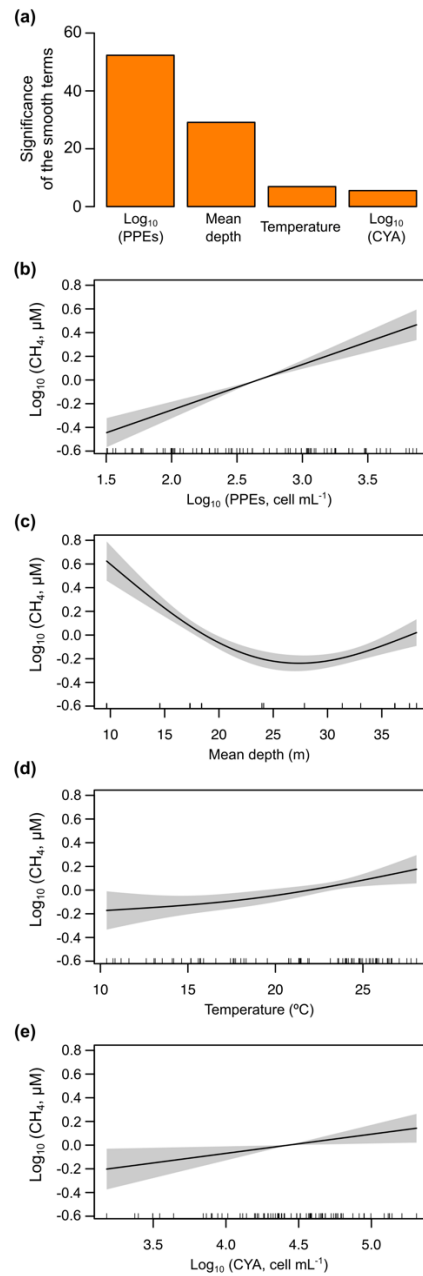 (a)
Significance
of the smooth terms
60
40
20
0
Log₁₀
(PPEs)
Mean
depth
Temperature
Log₁₀
(CYA)
(b)
Log₁₀ (CH₄, µM)
0.8
0.6
0.4
0.2
0.0
-0.2
-0.4
-0.6
1.5 2.0 2.5 3.0 3.5
Log₁₀ (PPEs, cell mL⁻¹)
(c)
Log₁₀ (CH₄, µM)
0.8
0.6
0.4
0.2
0.0
-0.2
-0.4
-0.6
10 15 20 25 30 35
Mean depth (m)
(d)
Log₁₀ (CH₄, µM)
0.8
0.6
0.4
0.2
0.0
-0.2
-0.4
-0.6
10 15 20 25
Temperature (ºC)
(e)
Log₁₀ (CH₄, µM)
0.8
0.6
0.4
0.2
0.0
-0.2
-0.4
-0.6
3.5 4.0 4.5 5.0
Log₁₀ (CYA, cell mL⁻¹)